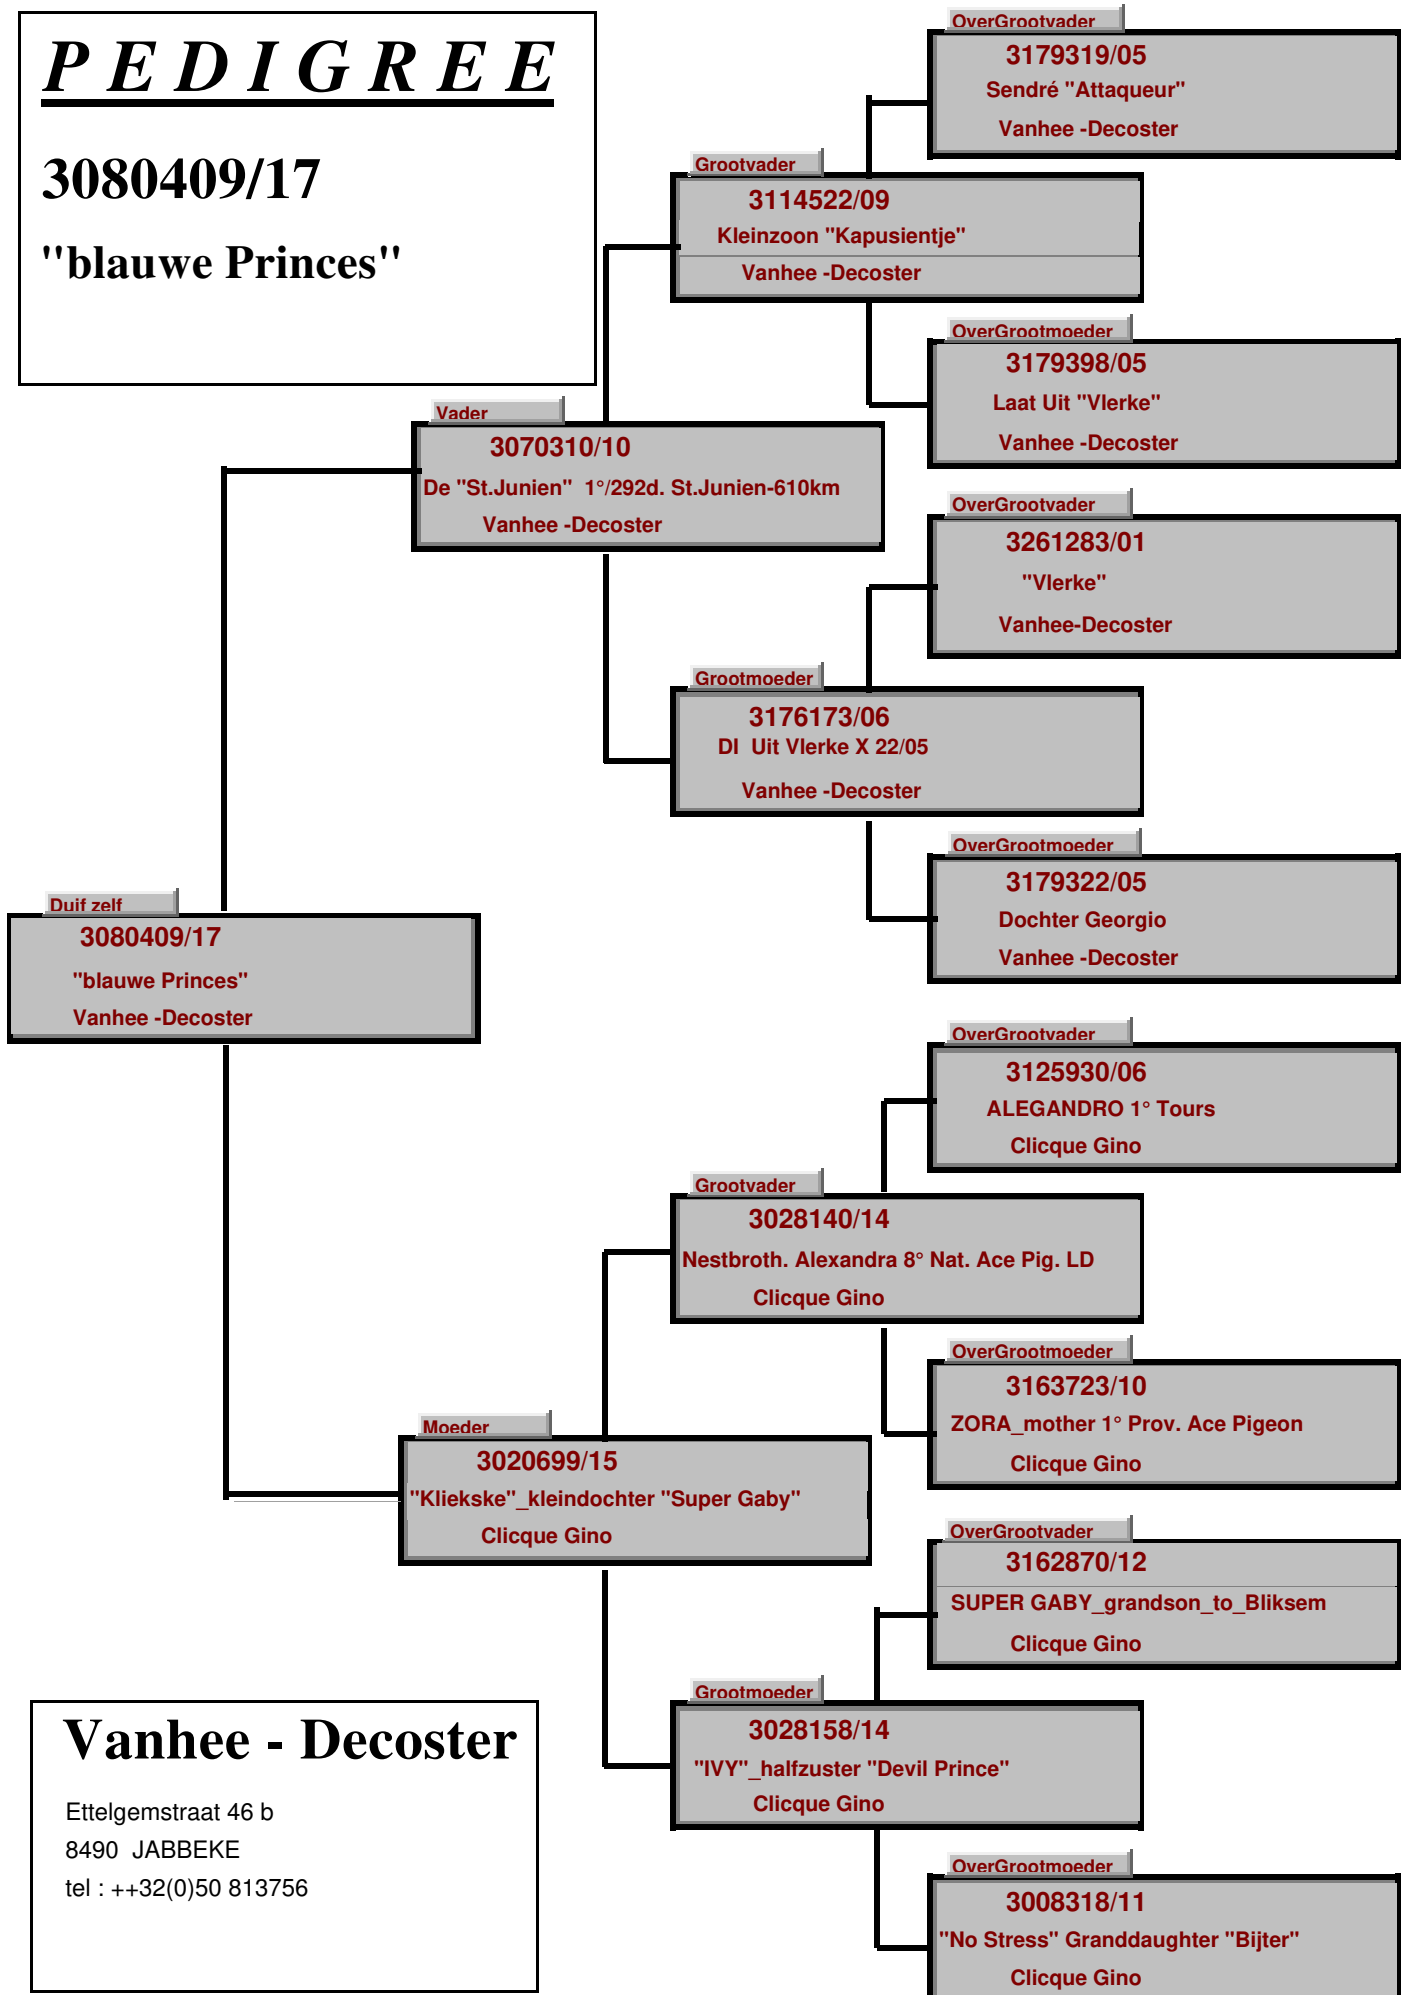 P E D I G R E E
3080409/17
"blauwe Princes"
OverGrootvader
3179319/05
Sendré "Attaqueur"
Vanhee -Decoster
Grootvader
3114522/09
Kleinzoon "Kapusientje"
Vanhee -Decoster
OverGrootmoeder
3179398/05
Laat Uit "Vlerke"
Vanhee -Decoster
Vader
3070310/10
De "St.Junien"  1°/292d. St.Junien-610km
Vanhee -Decoster
OverGrootvader
3261283/01
"Vlerke"
Vanhee-Decoster
Grootmoeder
3176173/06
DI  Uit Vlerke X 22/05
Vanhee -Decoster
OverGrootmoeder
3179322/05
Dochter Georgio
Vanhee -Decoster
Duif zelf
3080409/17
"blauwe Princes"
Vanhee -Decoster
OverGrootvader
3125930/06
ALEGANDRO 1° Tours
Clicque Gino
Grootvader
3028140/14
Nestbroth. Alexandra 8° Nat. Ace Pig. LD
Clicque Gino
OverGrootmoeder
3163723/10
ZORA_mother 1° Prov. Ace Pigeon
Clicque Gino
Moeder
3020699/15
"Kliekske"_kleindochter "Super Gaby"
Clicque Gino
OverGrootvader
3162870/12
SUPER GABY_grandson_to_Bliksem
Clicque Gino
Grootmoeder
3028158/14
"IVY"_halfzuster "Devil Prince"
Clicque Gino
OverGrootmoeder
3008318/11
"No Stress" Granddaughter "Bijter"
Clicque Gino
Vanhee - Decoster
Ettelgemstraat 46 b
8490  JABBEKE
tel : ++32(0)50 813756